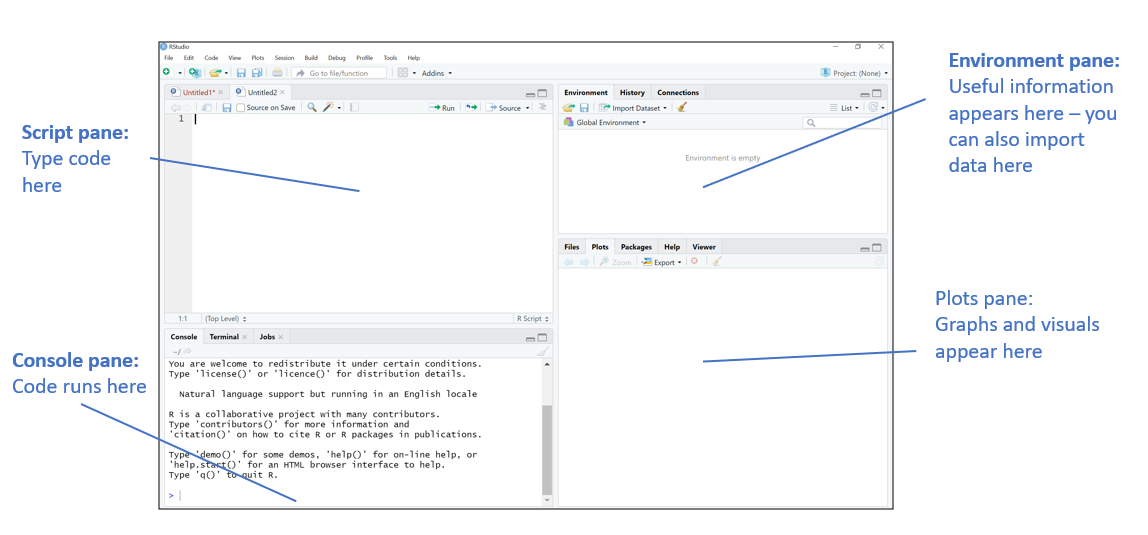 RStudio
File Edit Code View Plots Session Build Debug Profile Tools Help
Go to file/function Addins Project: (None)
Untitled1* Untitled2
Source on Save Run Source
1
1:1 (Top Level) R Script
Console Terminal Jobs
~/
You are welcome to redistribute it under certain conditions.
Type 'license()' or 'licence()' for distribution details.
Natural language support but running in an English locale
R is a collaborative project with many contributors.
Type 'contributors()' for more information and
'citation()' on how to cite R or R packages in publications.
Type 'demo()' for some demos, 'help()' for on-line help, or
'help.start()' for an HTML browser interface to help.
Type 'q()' to quit R.
>
Environment History Connections
Import Dataset List
Global Environment
Environment is empty
Files Plots Packages Help Viewer
Zoom Export
Script pane:
Type code
here
Console pane:
Code runs here
Environment pane:
Useful information
appears here – you
can also import
data here
Plots pane:
Graphs and visuals
appear here